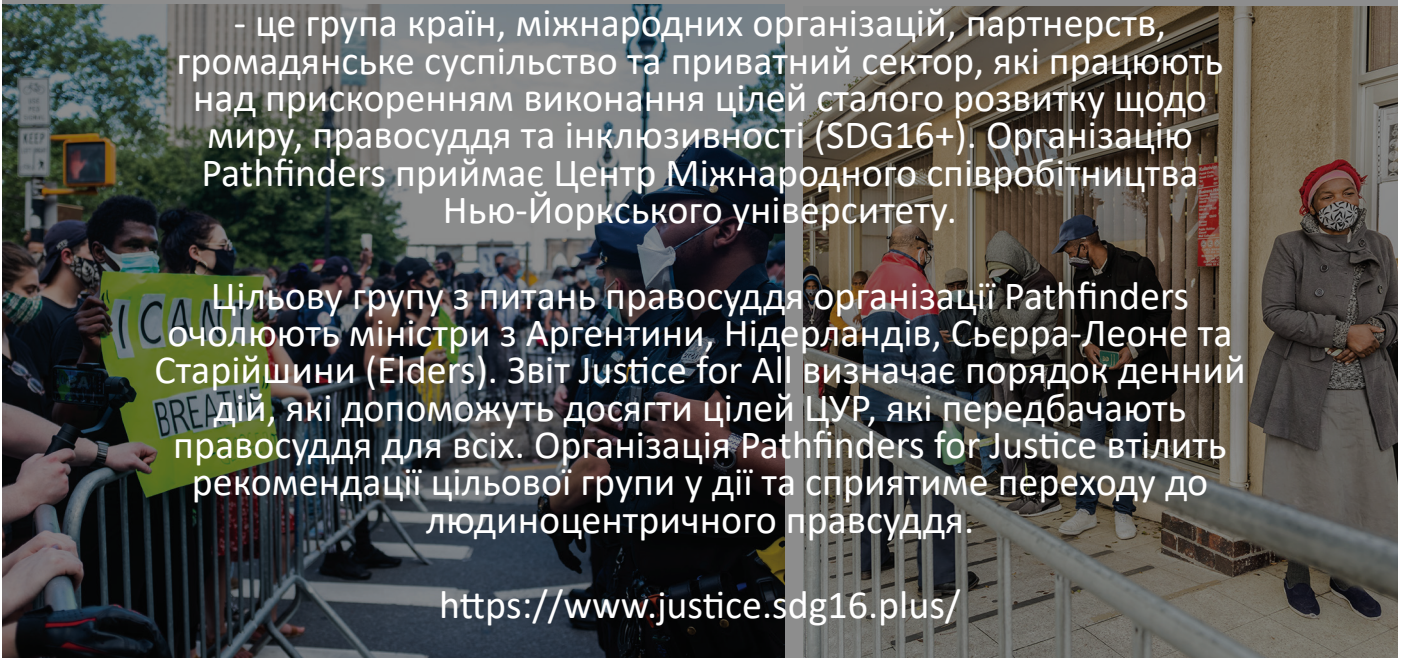 - це група країн, міжнародних організацій, партнерств,
громадянське суспільство та приватний сектор, які працюють
над прискоренням виконання цілей сталого розвитку щодо
миру, правосуддя та інклюзивності (SDG16+). Організацію
Pathfinders приймає Центр Міжнародного співробітництва
Нью-Йоркського університету.
Цільову групу з питань правосуддя організації Pathfinders
очолюють міністри з Аргентини, Нідерландів, Сьєрра-Леоне та
Старійшини (Elders). Звіт Justice for All визначає порядок денний
дій, які допоможуть досягти цілей ЦУР, які передбачають
правосуддя для всіх. Організація Pathfinders for Justice втілить
рекомендації цільової групи у дії та сприятиме переходу до
людиноцентричного правсуддя.
https://www.justice.sdg16.plus/
KEEP
I CAN'T
BREATHE